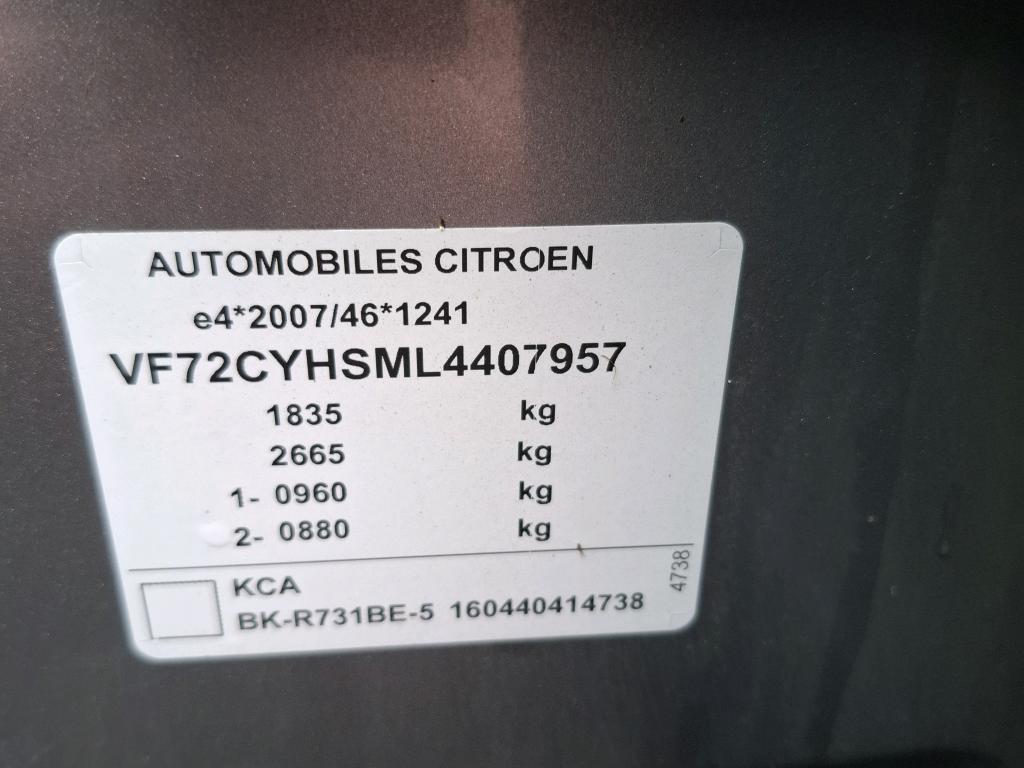 AUTOMOBILES CITROEN
e4*2007/46*1241
VF72CYHSML4407957
1835 kg
2665 kg
1- 0960 kg
2- 0880 kg
KCA
BK-R731BE-5 160440414738
4738